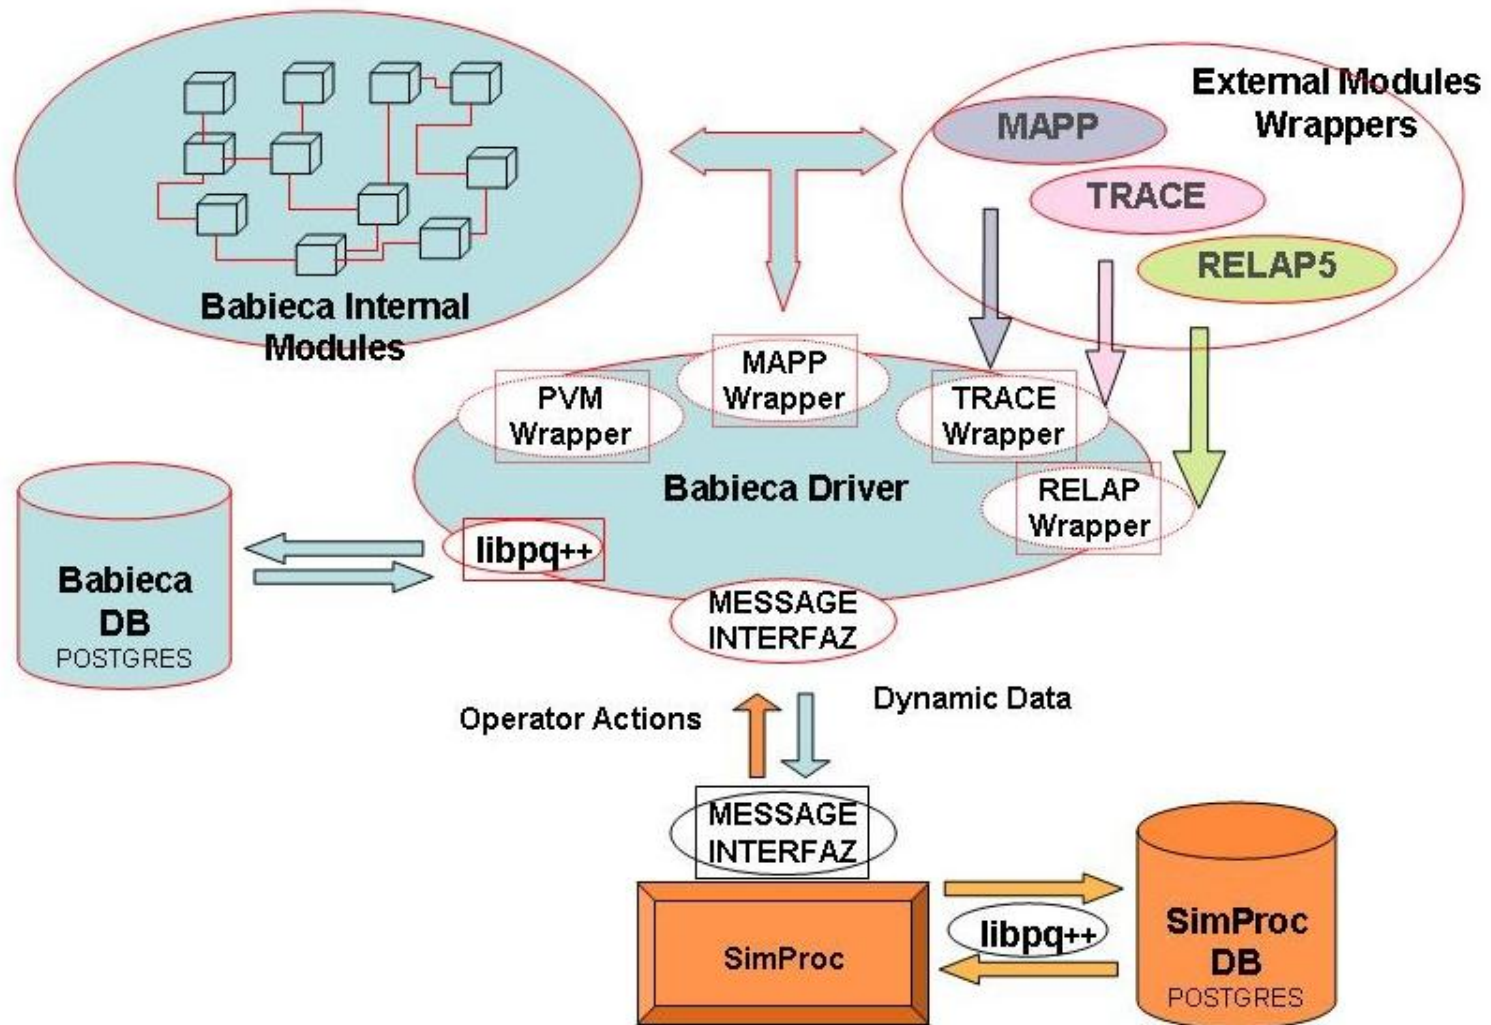 External Modules
Wrappers
MAPP
TRACE
RELAP5
Babieca Internal
Modules
MAPP
Wrapper
PVM
Wrapper
TRACE
Wrapper
RELAP
Wrapper
Babieca Driver
libpq++
Babieca
DB
POSTGRES
MESSAGE
INTERFAZ
Operator Actions
Dynamic Data
MESSAGE
INTERFAZ
SimProc
libpq++
SimProc
DB
POSTGRES